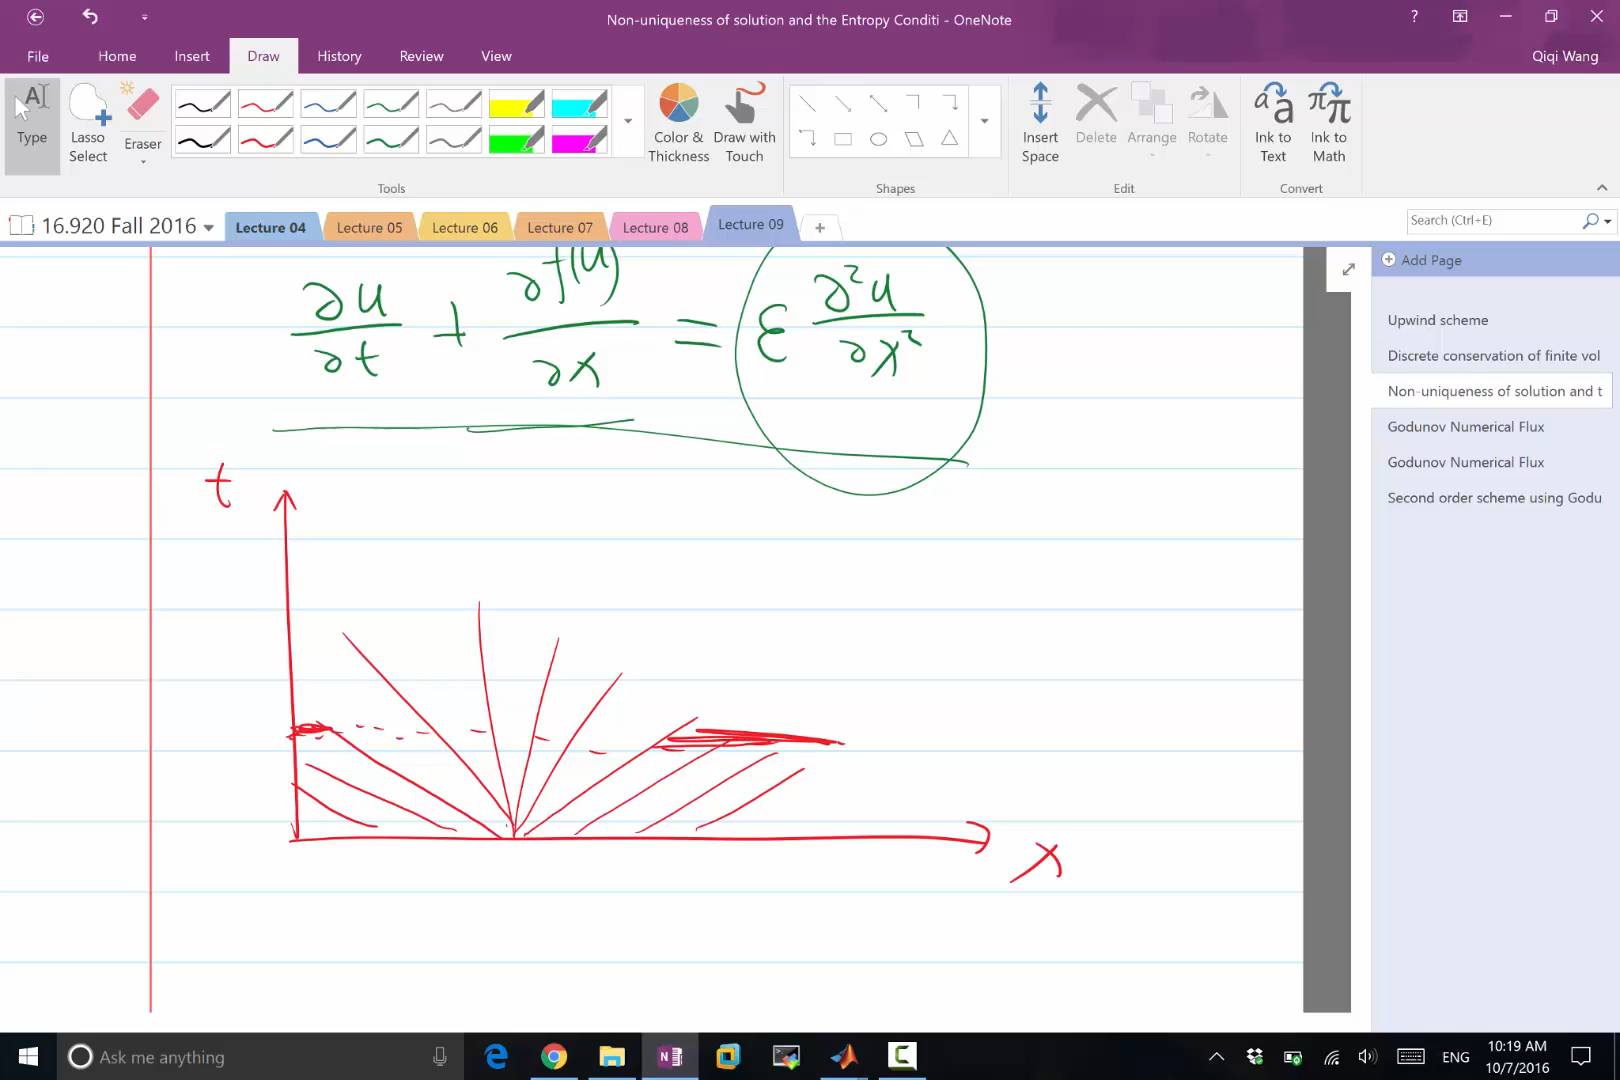 Non-uniqueness of solution and the Entropy Conditi - OneNote
?
File
Home
Insert
Draw
History
Review
View
Qiqi Wang
Type
Lasso Select
Eraser
Color & Thickness
Draw with Touch
Insert Space
Delete
Arrange
Rotate
Ink to Text
Ink to Math
Tools
Shapes
Edit
Convert
16.920 Fall 2016
Lecture 04
Lecture 05
Lecture 06
Lecture 07
Lecture 08
Lecture 09
Search (Ctrl+E)
Add Page
Upwind scheme
Discrete conservation of finite vol
Non-uniqueness of solution and t
Godunov Numerical Flux
Godunov Numerical Flux
Second order scheme using Godu
∂u/∂t + ∂f(u)/∂x = ε ∂²u/∂x²
t
x
Ask me anything
ENG
10:19 AM
10/7/2016